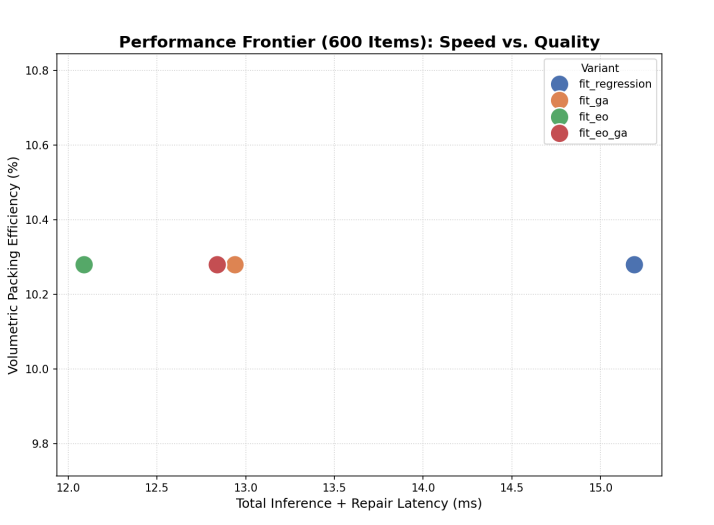 Performance Frontier (600 Items): Speed vs. Quality
Variant
fit_regression
fit_ga
fit_eo
fit_eo_ga
Volumetric Packing Efficiency (%)
10.8
10.6
10.4
10.2
10.0
9.8
12.0 12.5 13.0 13.5 14.0 14.5 15.0
Total Inference + Repair Latency (ms)